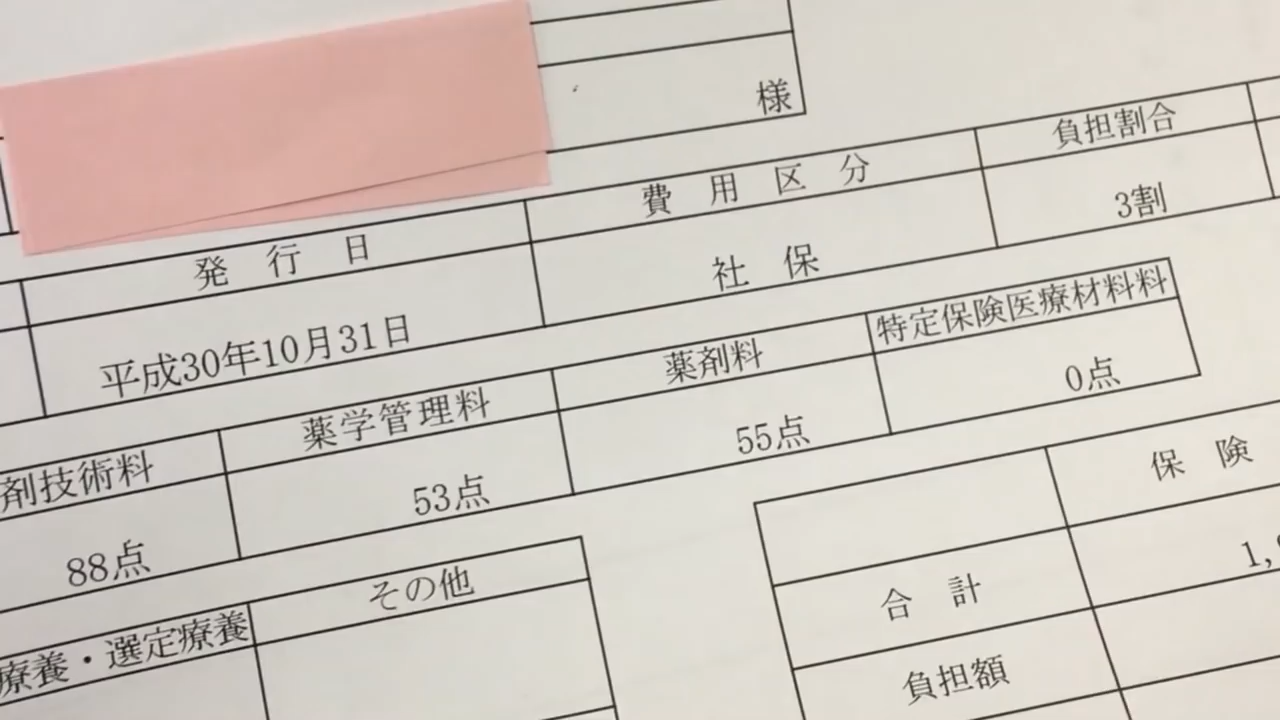 様
発行日 費用区分 負担割合
平成30年10月31日 社保 3割
剤技術料 薬学管理料 薬剤料 特定保険医療材料料
88点 53点 55点 0点
療養・選定療養 その他
保険
合計 1,
負担額